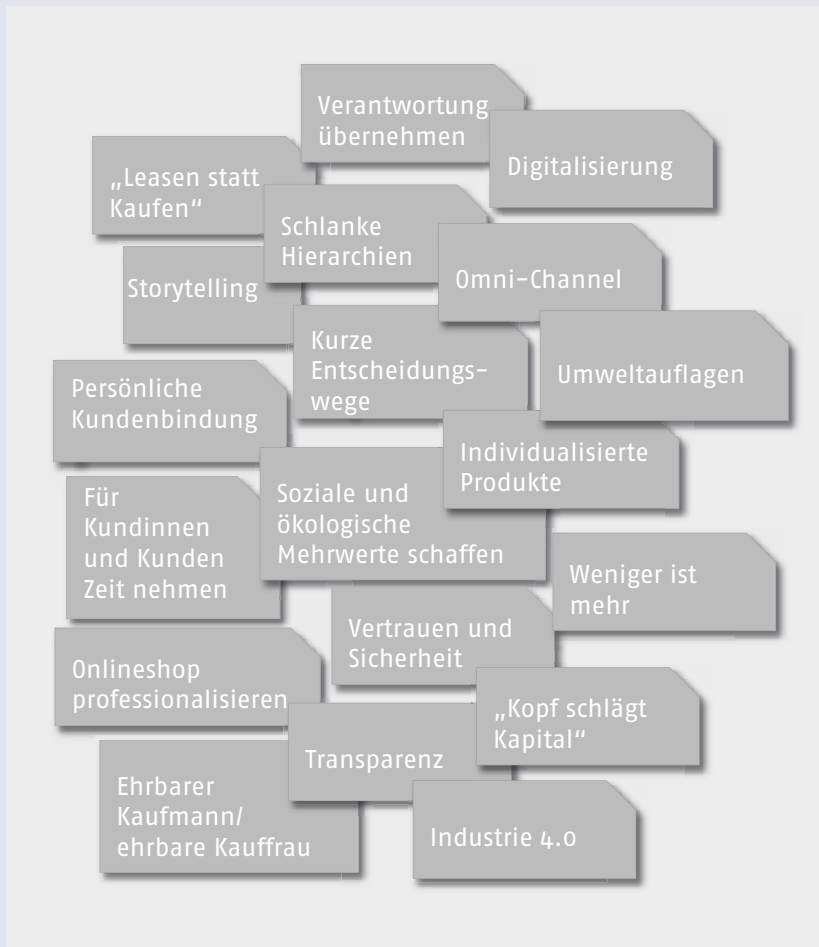 Verantwortung
übernehmen
Digitalisierung
„Leasen statt
Kaufen“
Schlanke
Hierarchien
Omni-Channel
Storytelling
Kurze
Entscheidungs-
wege
Umweltauflagen
Persönliche
Kundenbindung
Individualisierte
Produkte
Für
Kundinnen
und Kunden
Zeit nehmen
Soziale und
ökologische
Mehrwerte schaffen
Weniger ist
mehr
Vertrauen und
Sicherheit
Onlineshop
professionalisieren
„Kopf schlägt
Kapital“
Transparenz
Ehrbarer
Kaufmann/
ehrbare Kauffrau
Industrie 4.0